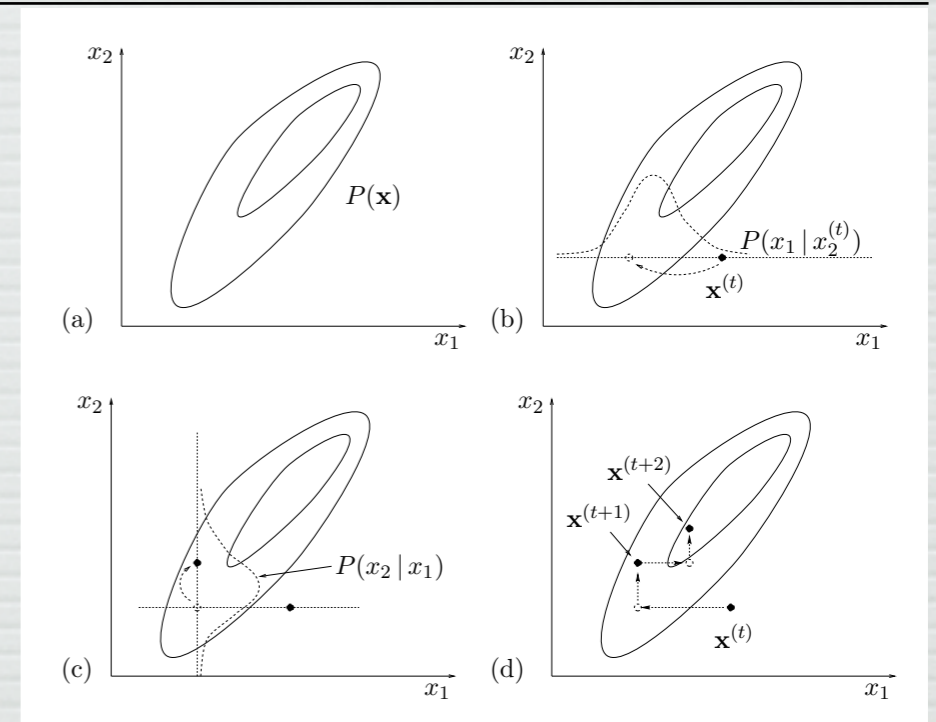 x₂
P(x)
(a)
x₁
x₂
P(x₁ | x₂⁽ᵗ⁾)
x⁽ᵗ⁾
(b)
x₁
x₂
P(x₂ | x₁)
(c)
x₁
x₂
x⁽ᵗ⁺²⁾
x⁽ᵗ⁺¹⁾
x⁽ᵗ⁾
(d)
x₁